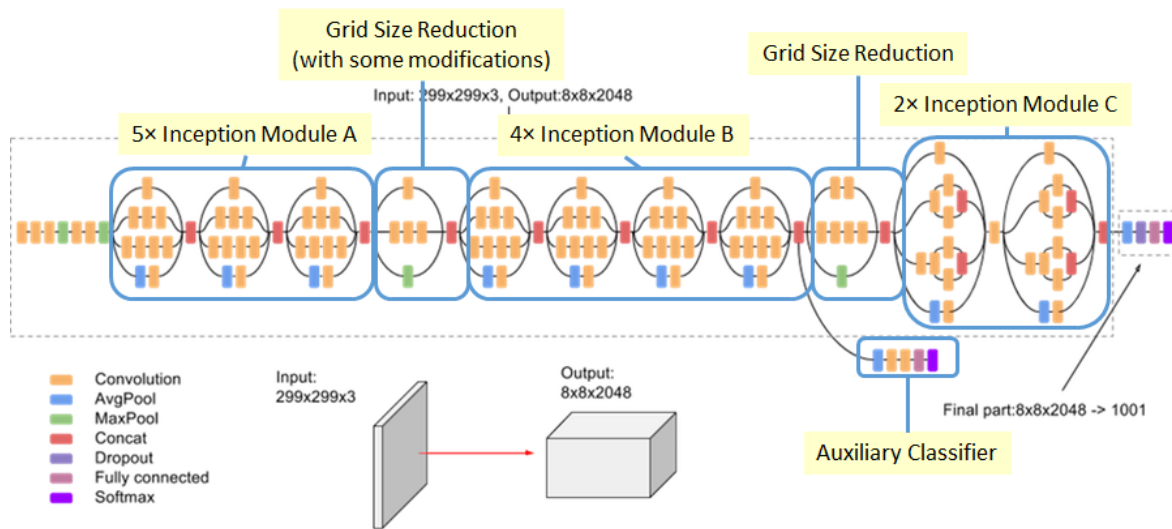 Grid Size Reduction
(with some modifications)
Grid Size Reduction
Input: 299x299x3, Output:8x8x2048
5× Inception Module A
4× Inception Module B
2× Inception Module C
Convolution
AvgPool
MaxPool
Concat
Dropout
Fully connected
Softmax
Input:
299x299x3
Output:
8x8x2048
Final part:8x8x2048 -> 1001
Auxiliary Classifier